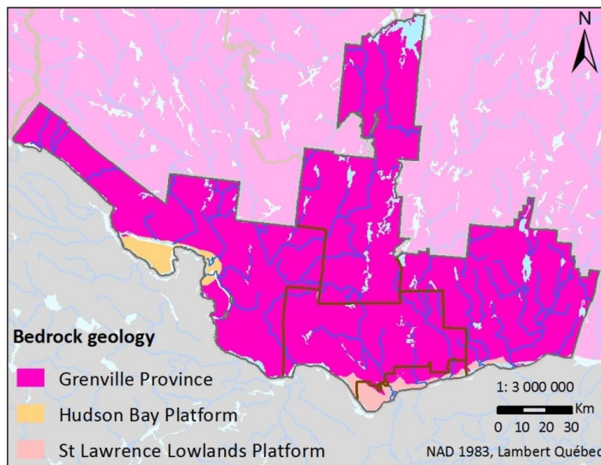 N
Bedrock geology
Grenville Province
Hudson Bay Platform
St Lawrence Lowlands Platform
1: 3 000 000
Km
0 10 20 30
NAD 1983, Lambert Québec